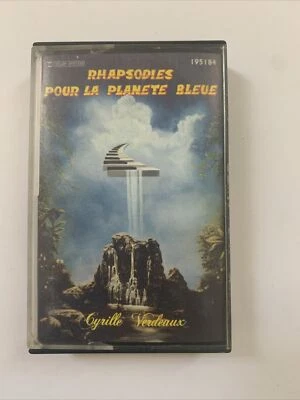 195184
RHAPSODIES
POUR LA PLANETE BLEUE
Cyrille Verdeaux